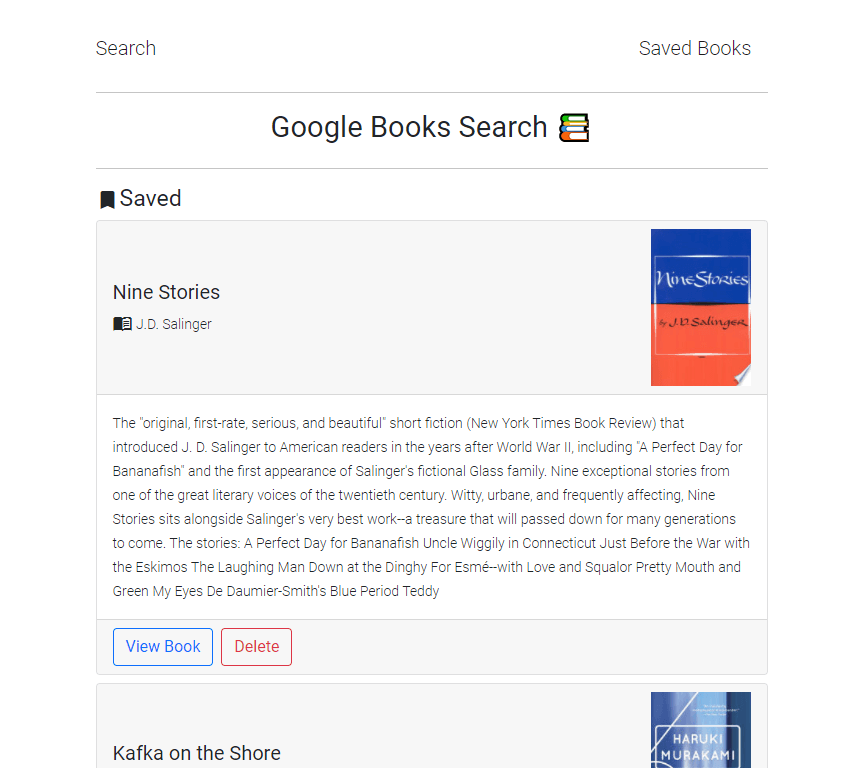 Search
Saved Books
Google Books Search
Saved
Nine Stories
J.D. Salinger
Nine Stories
by J.D. Salinger
The "original, first-rate, serious, and beautiful" short fiction (New York Times Book Review) that
introduced J. D. Salinger to American readers in the years after World War II, including "A Perfect Day for
Bananafish" and the first appearance of Salinger's fictional Glass family. Nine exceptional stories from
one of the great literary voices of the twentieth century. Witty, urbane, and frequently affecting, Nine
Stories sits alongside Salinger's very best work--a treasure that will passed down for many generations
to come. The stories: A Perfect Day for Bananafish Uncle Wiggily in Connecticut Just Before the War with
the Eskimos The Laughing Man Down at the Dinghy For Esmé--with Love and Squalor Pretty Mouth and
Green My Eyes De Daumier-Smith's Blue Period Teddy
View Book
Delete
Kafka on the Shore
HARUKI
MURAKAMI